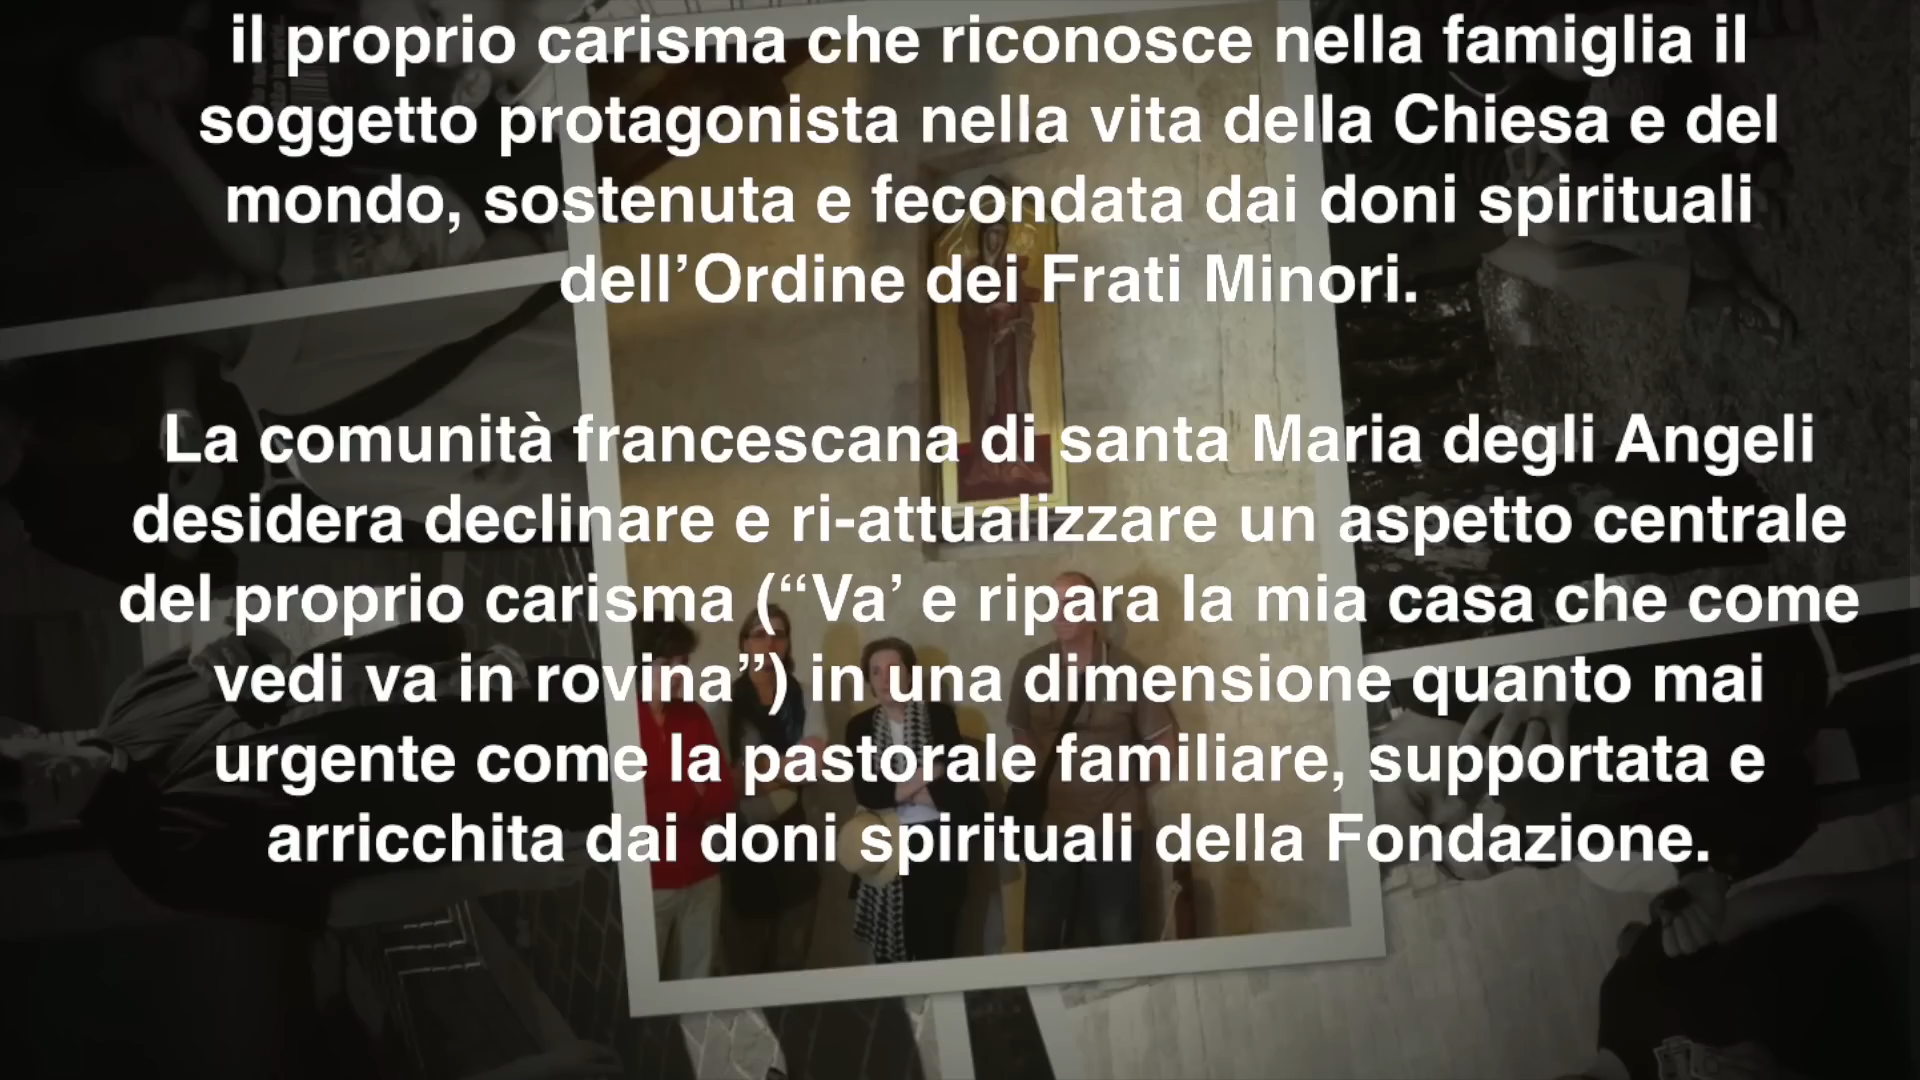 il proprio carisma che riconosce nella famiglia il
soggetto protagonista nella vita della Chiesa e del
mondo, sostenuta e fecondata dai doni spirituali
dell’Ordine dei Frati Minori.
La comunità francescana di santa Maria degli Angeli
desidera declinare e ri-attualizzare un aspetto centrale
del proprio carisma (“Va’ e ripara la mia casa che come
vedi va in rovina”) in una dimensione quanto mai
urgente come la pastorale familiare, supportata e
arricchita dai doni spirituali della Fondazione.